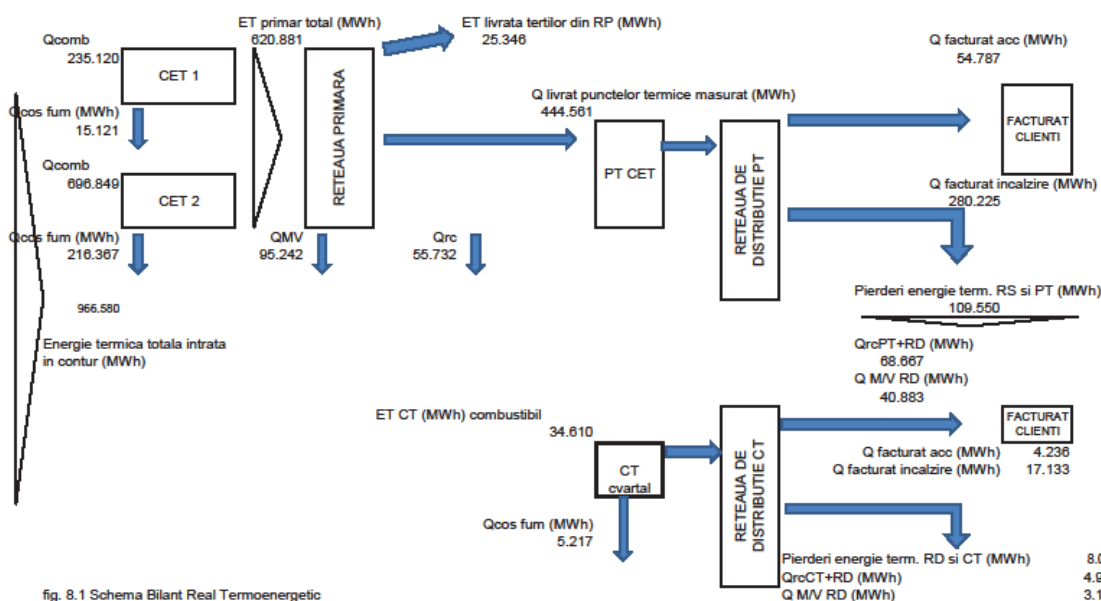 ET primar total (MWh)
620.881
ET livrata tertilor din RP (MWh)
25.346
Qcomb
235.120
CET 1
Q facturat acc (MWh)
54.787
Qcos fum (MWh)
15.121
RETEAUA PRIMARA
Q livrat punctelor termice masurat (MWh)
444.561
FACTURAT
CLIENTI
Qcomb
696.849
CET 2
PT CET
RETEAUA DE
DISTRIBUTIE PT
Q facturat incalzire (MWh)
280.225
Qcos fum (MWh)
216.367
QMV
95.242
Qrc
55.732
966.580
Energie termica totala intrata
in contur (MWh)
Pierderi energie term. RS si PT (MWh)
109.550
QrcPT+RD (MWh)
68.667
Q M/V RD (MWh)
40.883
ET CT (MWh) combustibil
34.610
CT
cvartal
RETEAUA DE
DISTRIBUTIE CT
FACTURAT
CLIENTI
Q facturat acc (MWh) 4.236
Q facturat incalzire (MWh) 17.133
Qcos fum (MWh)
5.217
Pierderi energie term. RD si CT (MWh) 8.0
QrcCT+RD (MWh) 4.9
Q M/V RD (MWh) 3.1
fig. 8.1 Schema Bilant Real Termoenergetic